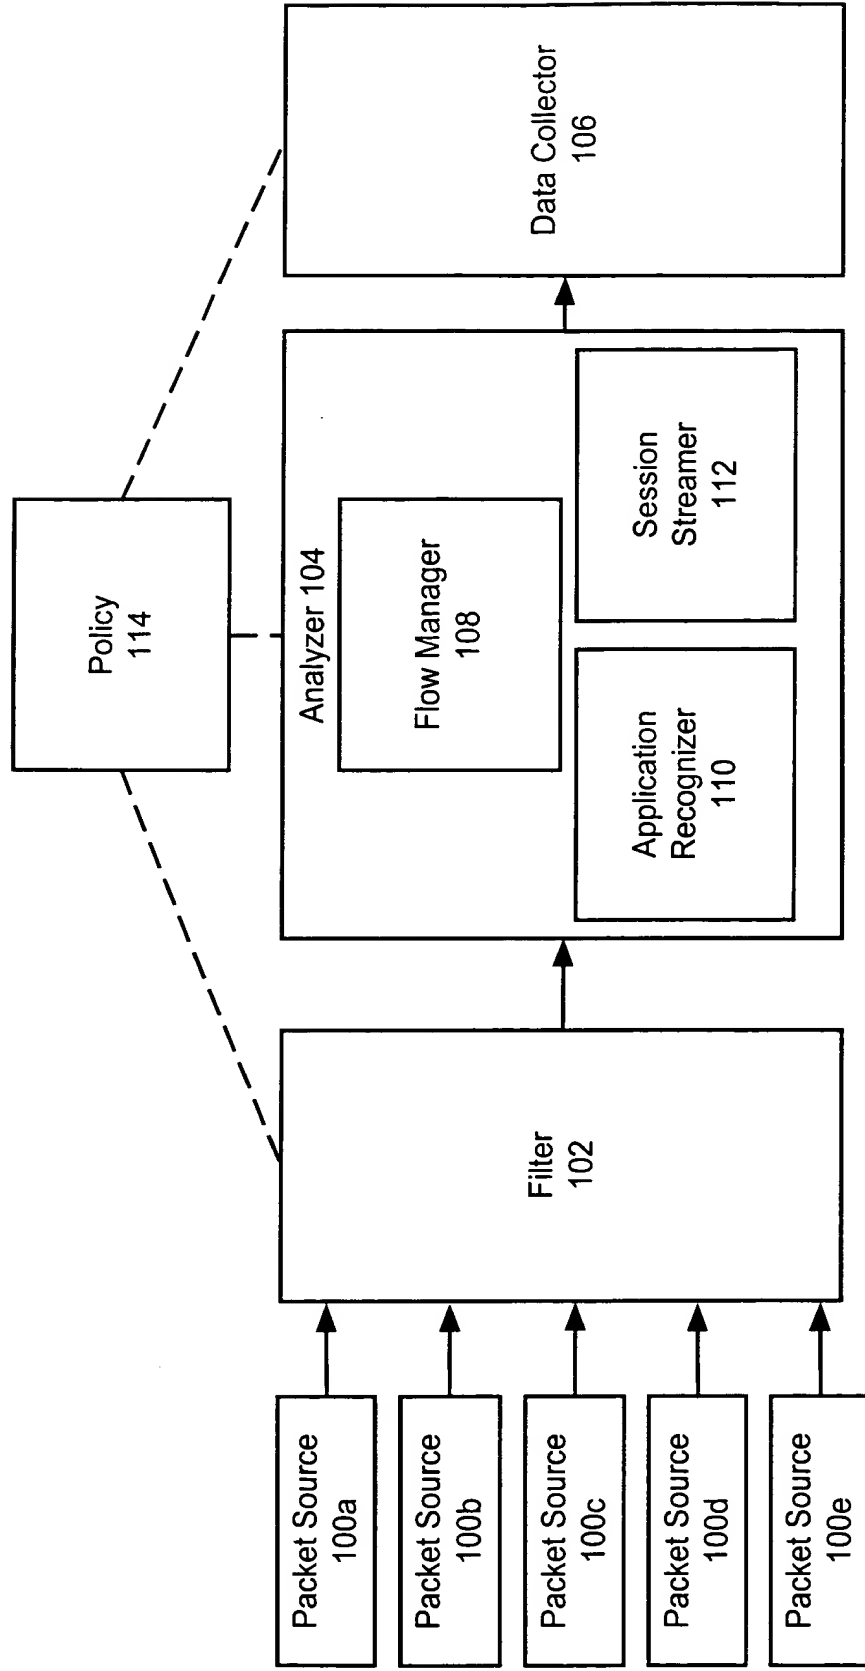 Policy
114
Packet Source
100a
Packet Source
100b
Packet Source
100c
Packet Source
100d
Packet Source
100e
Filter
102
Analyzer 104
Flow Manager
108
Application
Recognizer
110
Session
Streamer
112
Data Collector
106